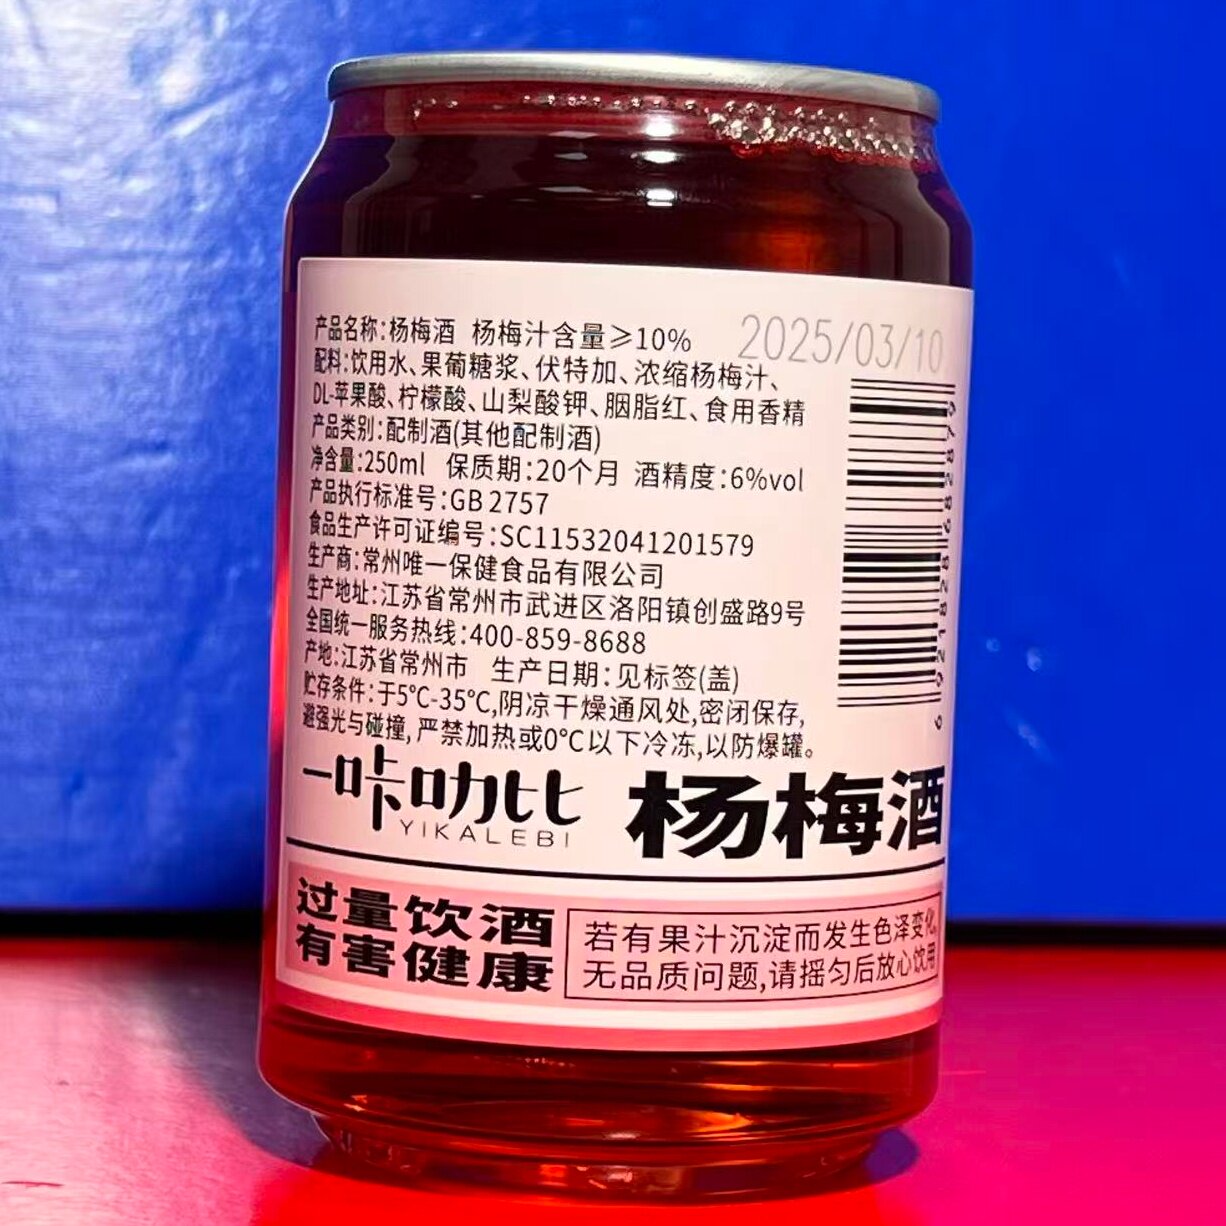 产品名称:杨梅酒 杨梅汁含量≥10%
2025/03/10
配料:饮用水、果葡糖浆、伏特加、浓缩杨梅汁、
DL-苹果酸、柠檬酸、山梨酸钾、胭脂红、食用香精
产品类别:配制酒(其他配制酒)
净含量:250ml 保质期:20个月 酒精度:6%vol
产品执行标准号:GB 2757
食品生产许可证编号:SC11532041201579
生产商:常州唯一保健食品有限公司
生产地址:江苏省常州市武进区洛阳镇创盛路9号
全国统一服务热线:400-859-8688
产地:江苏省常州市 生产日期:见标签(盖)
贮存条件:于5℃-35℃,阴凉干燥通风处,密闭保存,
避强光与碰撞,严禁加热或0℃以下冷冻,以防爆罐。
一咔叻比 杨梅酒
YIKALEBI
过量饮酒
有害健康
若有果汁沉淀而发生色泽变化,
无品质问题,请摇匀后放心饮用